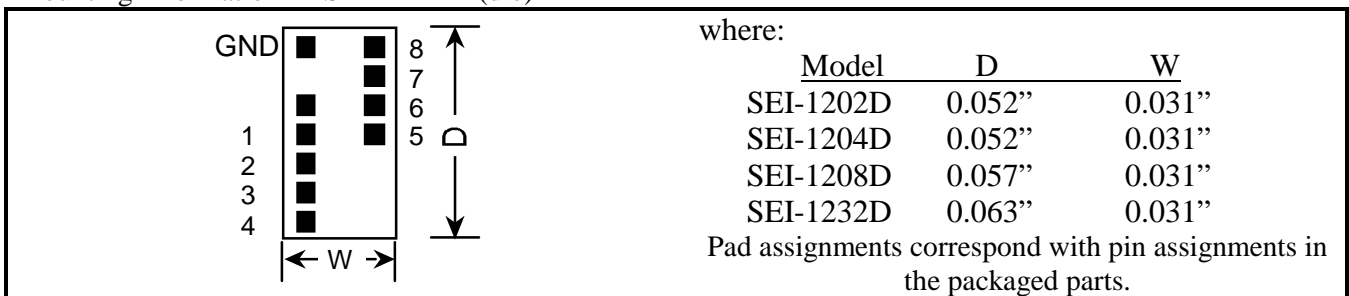 GND
8
7
6
1
5
D
2
3
4
W
where:
Model D W
SEI-1202D 0.052” 0.031”
SEI-1204D 0.052” 0.031”
SEI-1208D 0.057” 0.031”
SEI-1232D 0.063” 0.031”
Pad assignments correspond with pin assignments in
the packaged parts.